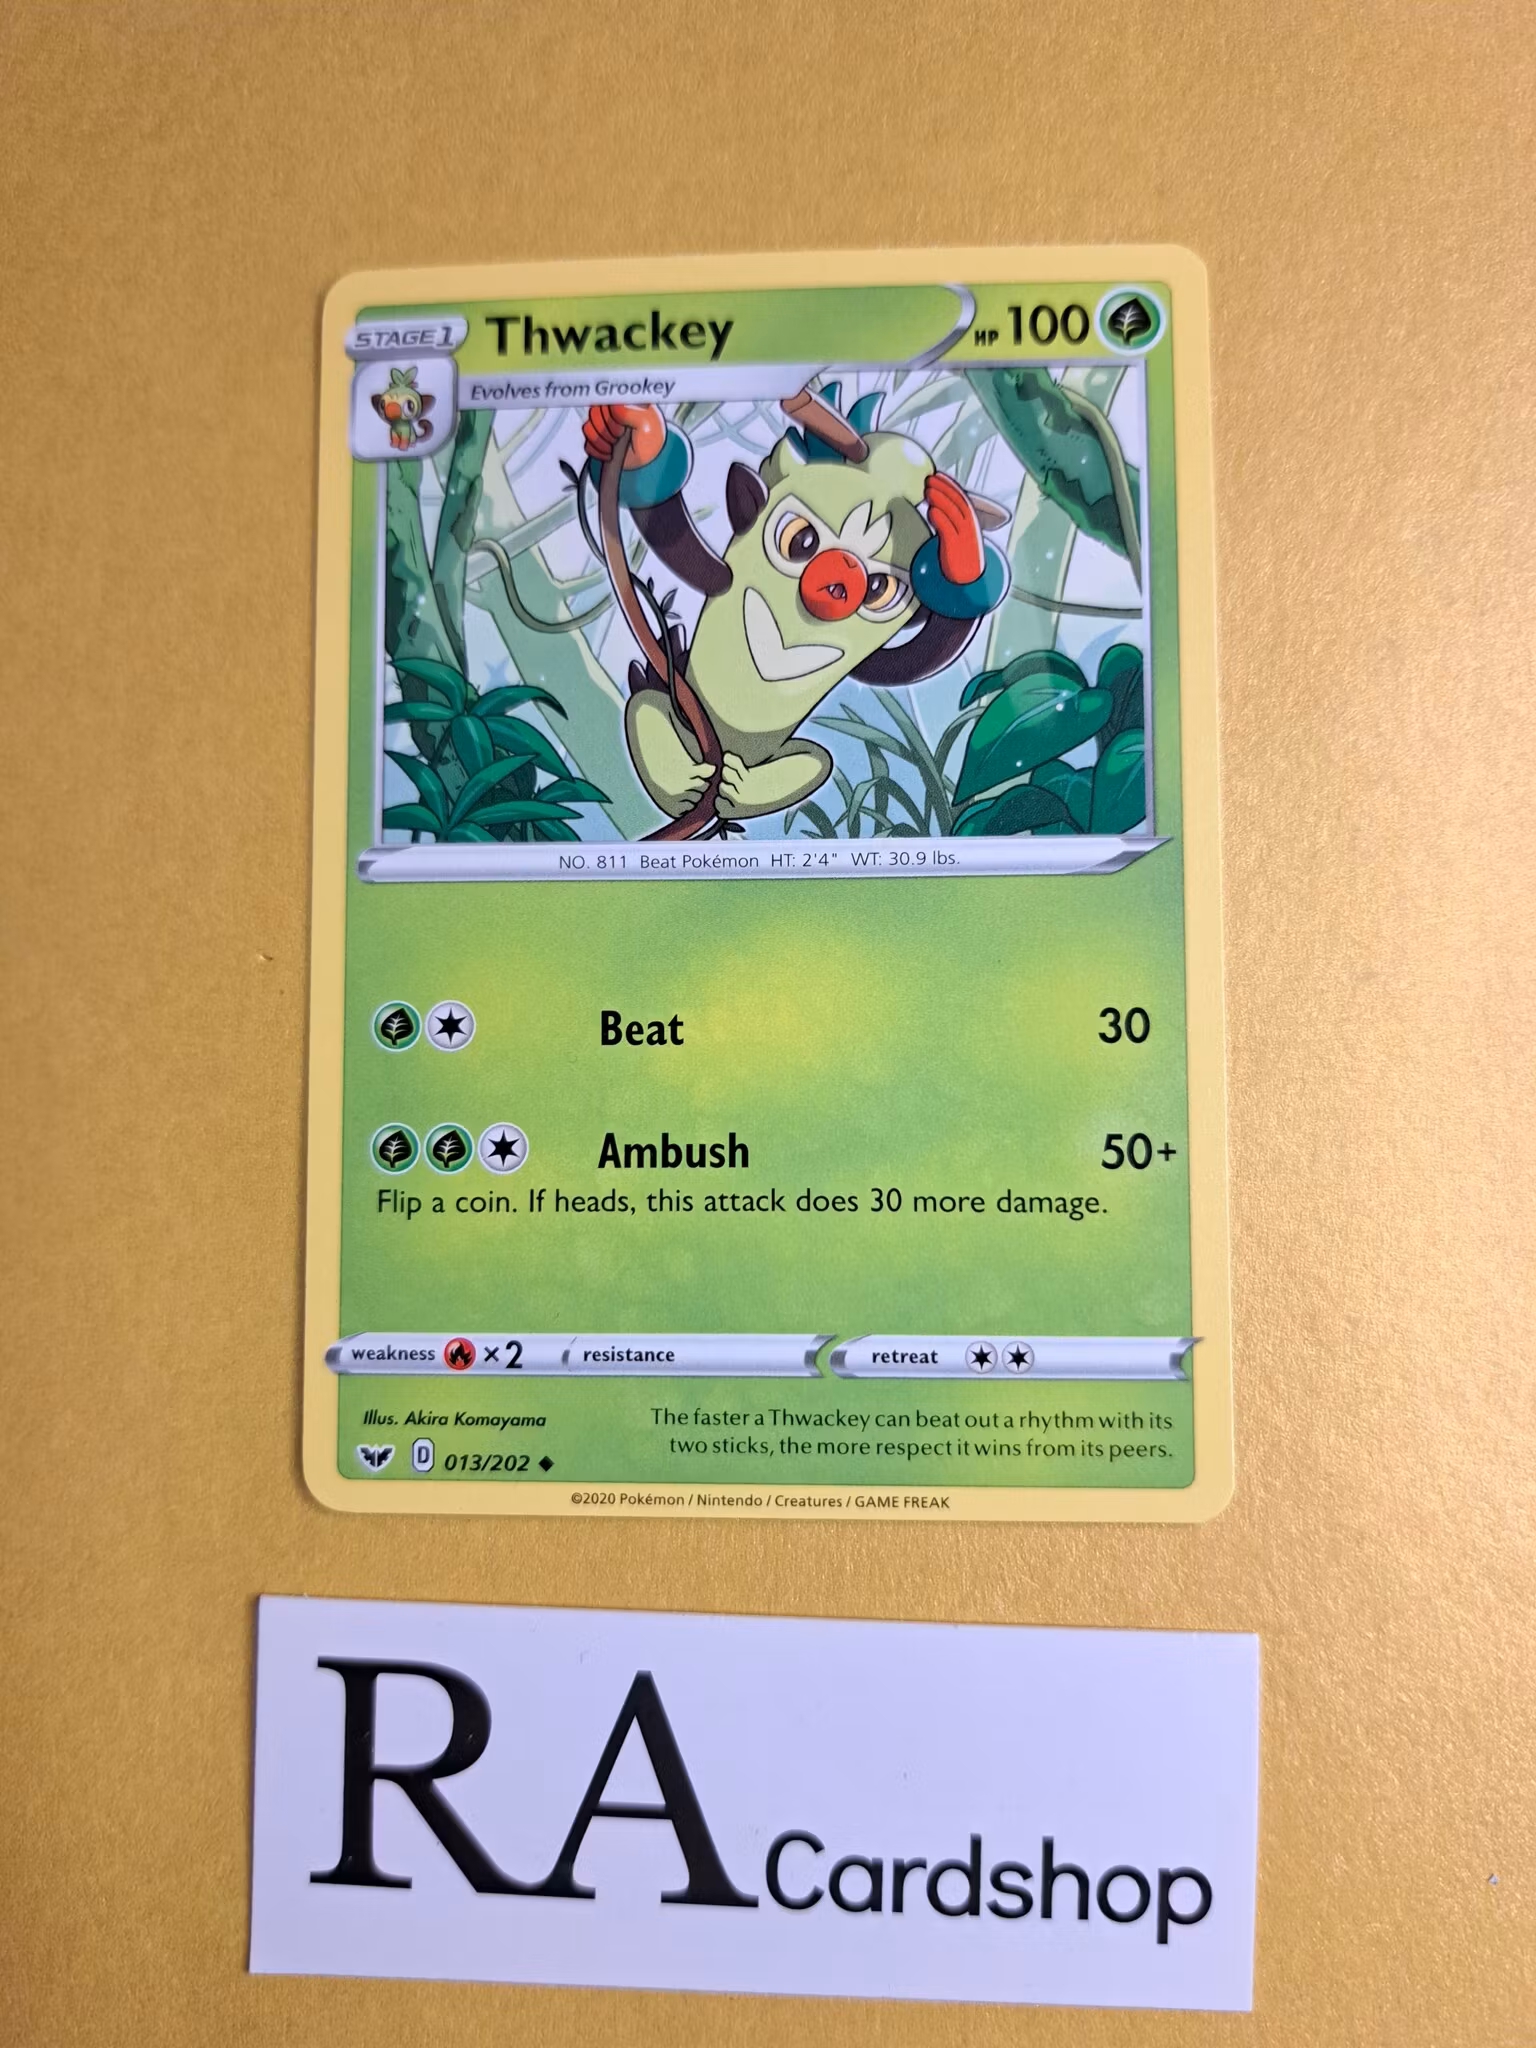 STAGE 1 Thwackey HP 100
Evolves from Grookey
NO. 811 Beat Pokémon HT: 2'4" WT: 30.9 lbs.
Beat 30
Ambush 50+
Flip a coin. If heads, this attack does 30 more damage.
weakness ×2 resistance retreat
Illus. Akira Komayama
The faster a Thwackey can beat out a rhythm with its
two sticks, the more respect it wins from its peers.
D 013/202
©2020 Pokémon / Nintendo / Creatures / GAME FREAK
RA Cardshop